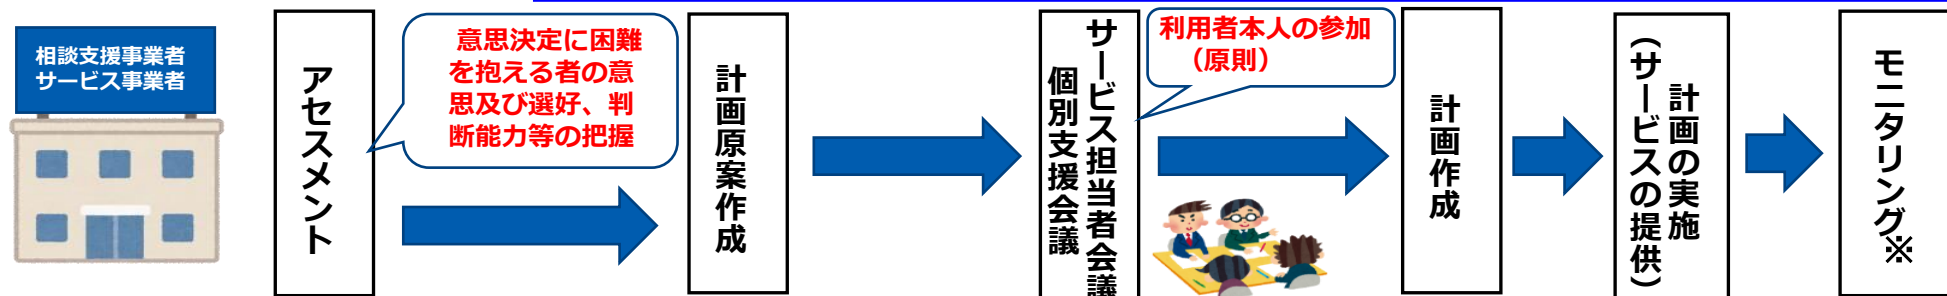 相談支援事業者
サービス事業者
アセスメント
意思決定に困難
を抱える者の意
思及び選好、判
断能力等の把握
計画原案作成
サービス担当者会議
個別支援会議
利用者本人の参加
（原則）
計画作成
計画の実施
（サービスの提供）
モニタリング※